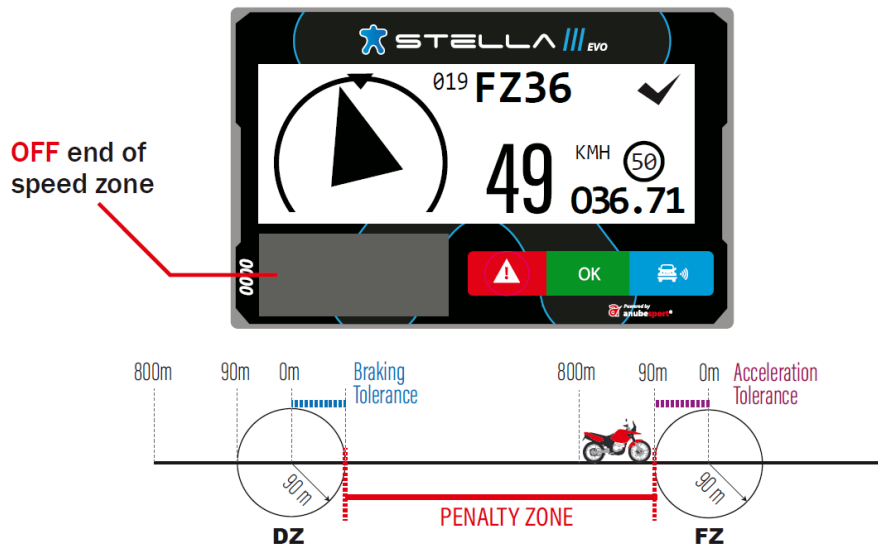 STELLA III EVO
019 FZ36
49 KMH 50
036.71
OFF end of
speed zone
0000
OK
Powered by
anubesport
800m 90m 0m Braking
Tolerance
800m 90m 0m Acceleration
Tolerance
90 m
90 m
PENALTY ZONE
DZ
FZ